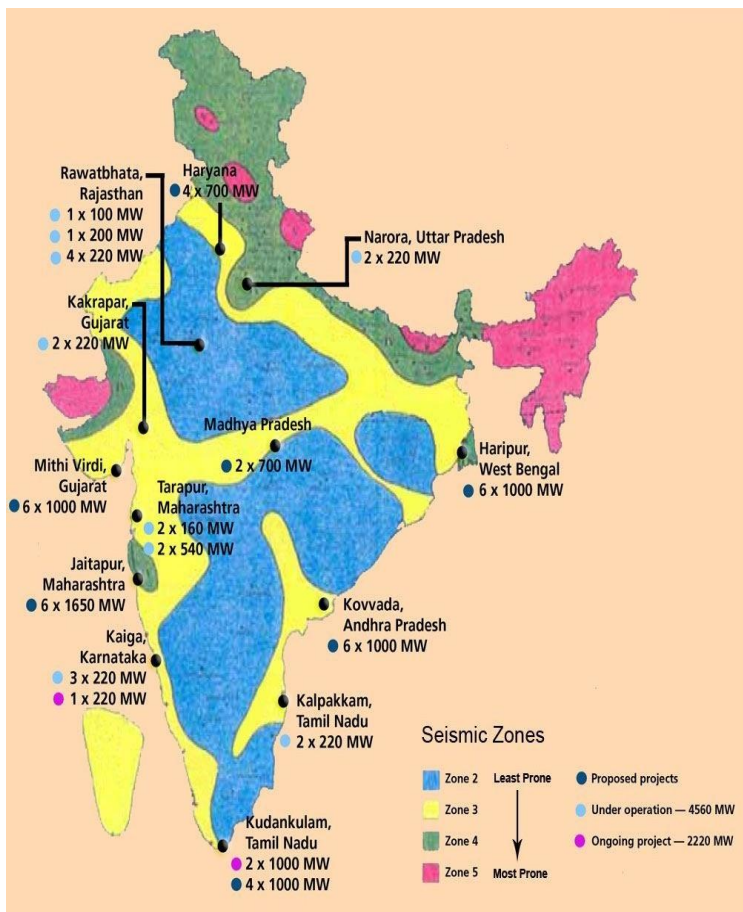 Rawatbhata,
Rajasthan
1 x 100 MW
1 x 200 MW
4 x 220 MW
Haryana
4 x 700 MW
Narora, Uttar Pradesh
2 x 220 MW
Kakrapar,
Gujarat
2 x 220 MW
Madhya Pradesh
2 x 700 MW
Haripur,
West Bengal
6 x 1000 MW
Mithi Virdi,
Gujarat
6 x 1000 MW
Tarapur,
Maharashtra
2 x 160 MW
2 x 540 MW
Jaitapur,
Maharashtra
6 x 1650 MW
Kovvada,
Andhra Pradesh
6 x 1000 MW
Kaiga,
Karnataka
3 x 220 MW
1 x 220 MW
Kalpakkam,
Tamil Nadu
2 x 220 MW
Kudankulam,
Tamil Nadu
2 x 1000 MW
4 x 1000 MW
Seismic Zones
Zone 2 Least Prone
Zone 3
Zone 4
Zone 5 Most Prone
Proposed projects
Under operation — 4560 MW
Ongoing project — 2220 MW